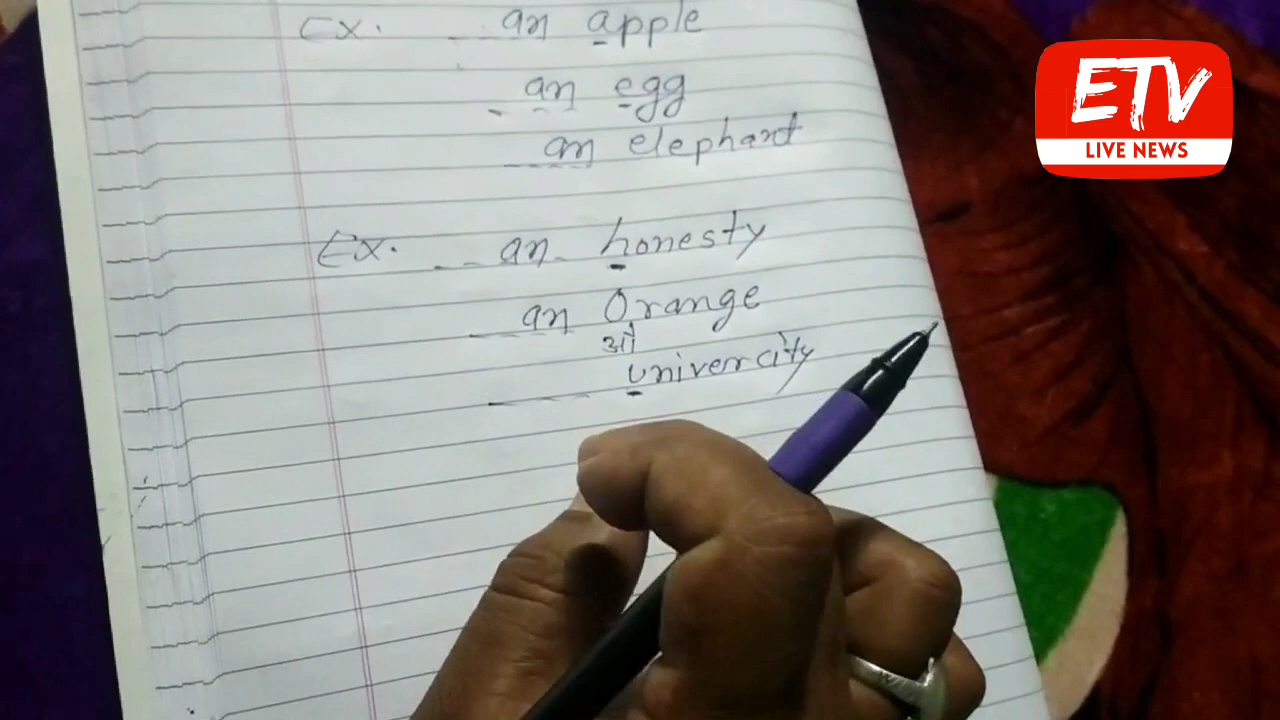 Ex. an apple
an egg
an elephant
Ex. an honesty
an Orange
ऑ
univercity
ETV
LIVE NEWS